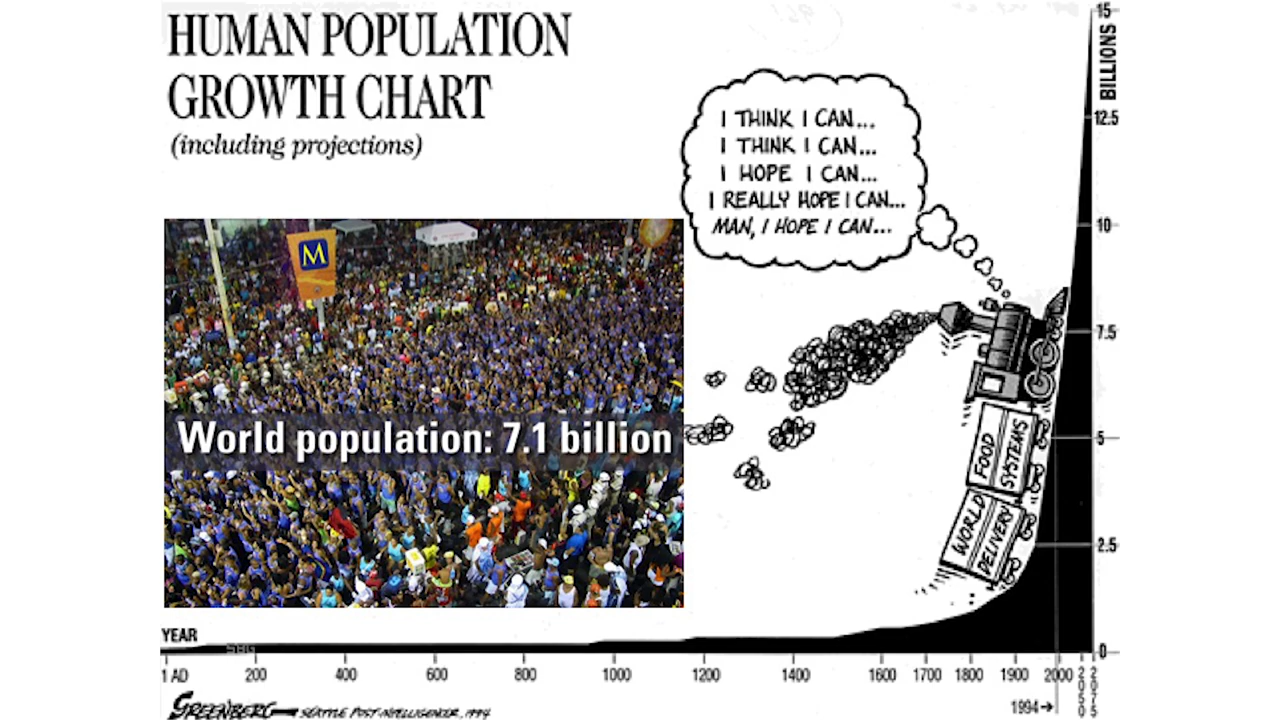 HUMAN POPULATION
GROWTH CHART
(including projections)
I THINK I CAN...
I THINK I CAN...
I HOPE I CAN...
I REALLY HOPE I CAN...
MAN, I HOPE I CAN...
M
World population: 7.1 billion
FOOD
SYSTEMS
WORLD
DELIVERY
BILLIONS
15
12.5
10
7.5
5
2.5
0
YEAR
1 AD 200 400 600 800 1000 1200 1400 1600 1700 1800 1900 2000 2050 2075
1994→
GREENBERG— SEATTLE POST-INTELLIGENCER, 1994